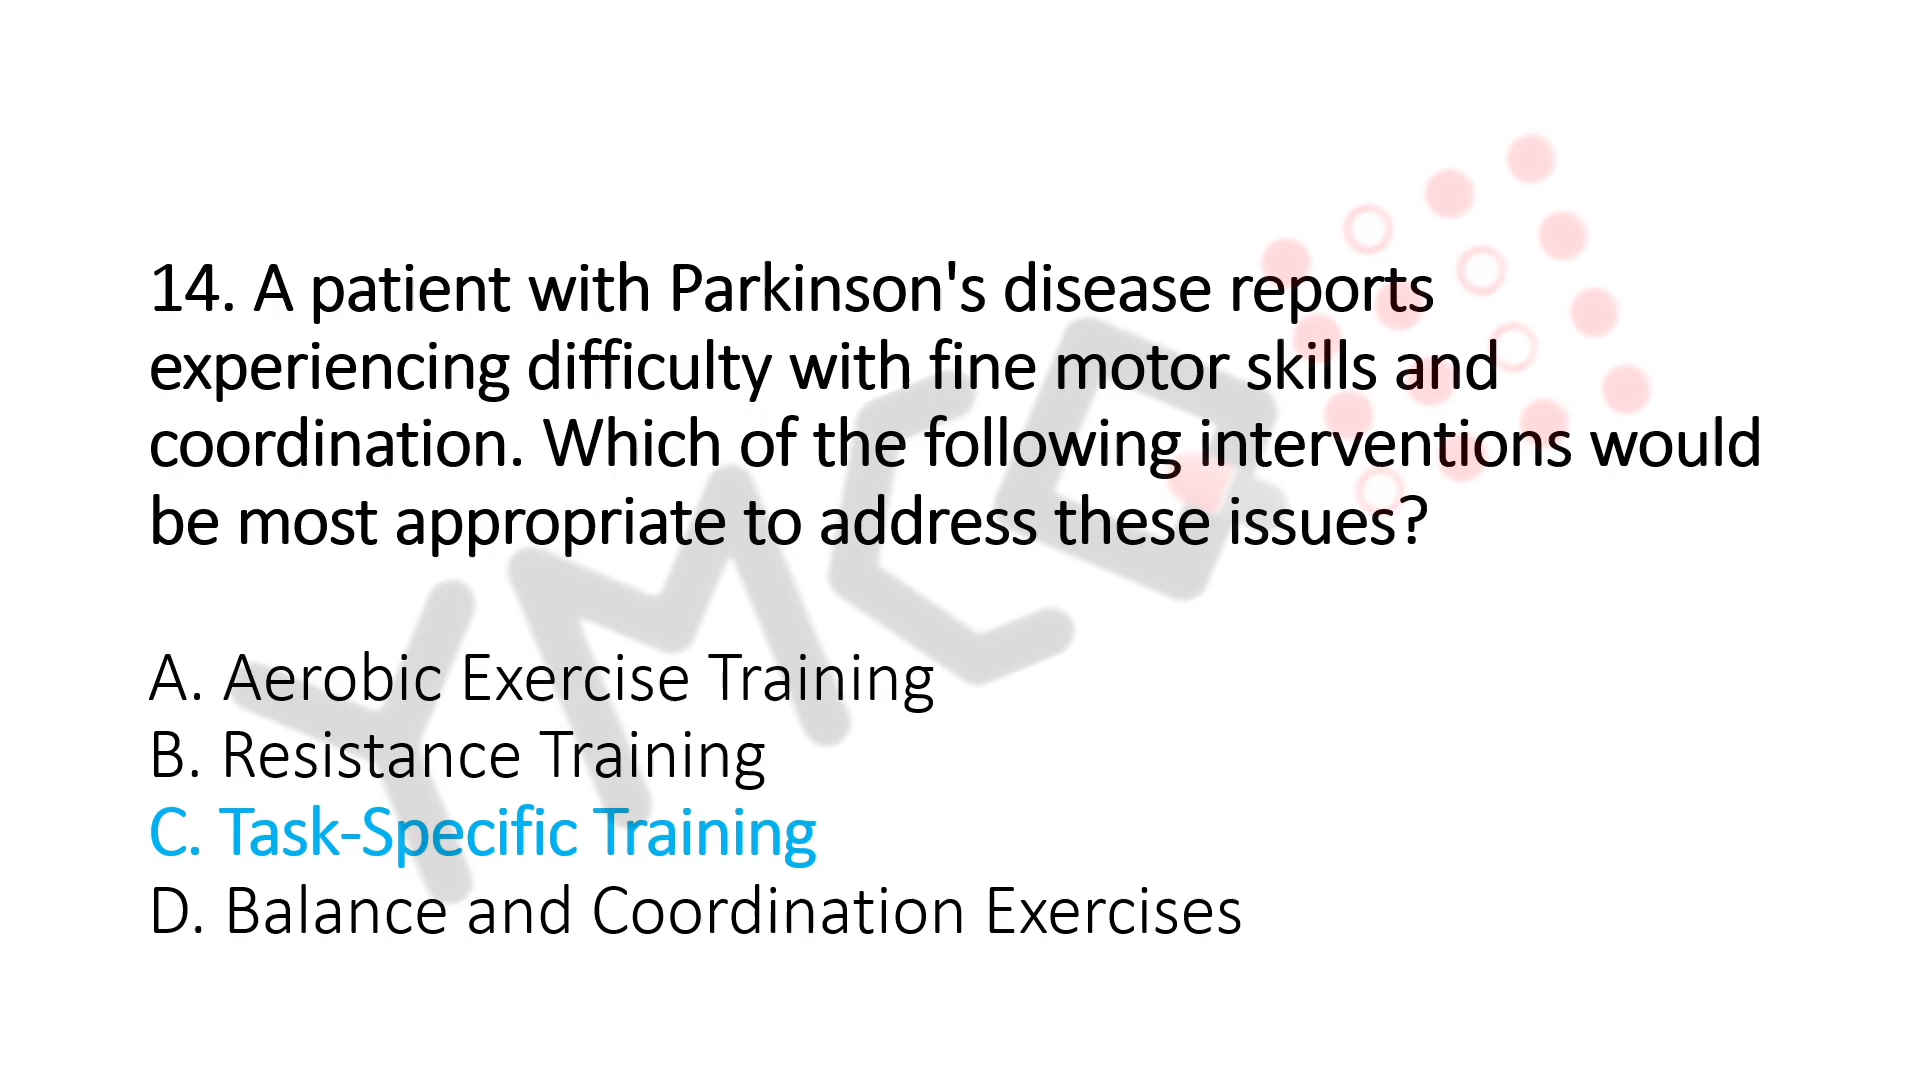 14. A patient with Parkinson's disease reports
experiencing difficulty with fine motor skills and
coordination. Which of the following interventions would
be most appropriate to address these issues?
A. Aerobic Exercise Training
B. Resistance Training
C. Task-Specific Training
D. Balance and Coordination Exercises
YMCD